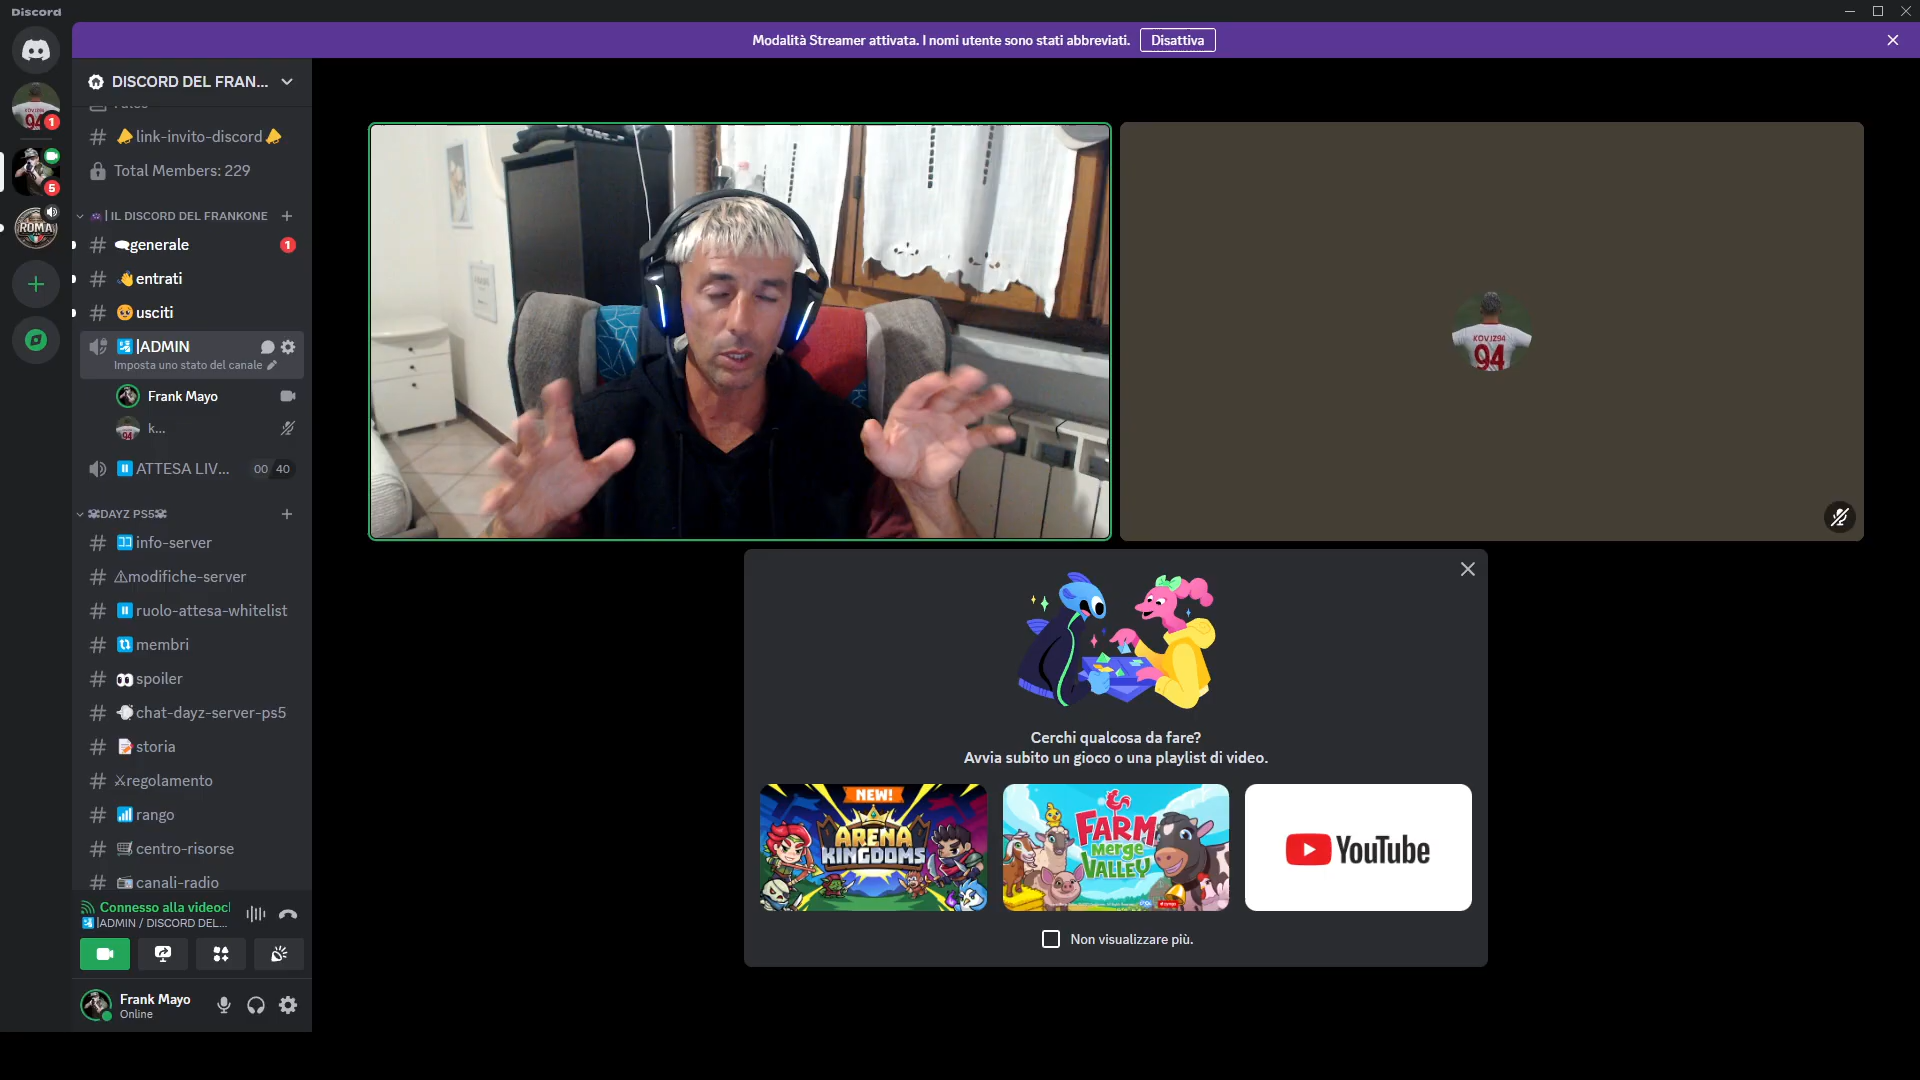 Discord
Modalità Streamer attivata. I nomi utente sono stati abbreviati.
Disattiva
DISCORD DEL FRAN...
link-invito-discord
Total Members: 229
| IL DISCORD DEL FRANKONE
generale
1
entrati
usciti
|ADMIN
Imposta uno stato del canale
Frank Mayo
k...
ATTESA LIV...
00 40
DAYZ PS5
info-server
modifiche-server
ruolo-attesa-whitelist
membri
spoiler
chat-dayz-server-ps5
storia
regolamento
rango
centro-risorse
canali-radio
Connesso alla videoc
|ADMIN / DISCORD DEL...
Frank Mayo
Online
1
5
ROMA
KOVJZ94
94
Cerchi qualcosa da fare?
Avvia subito un gioco o una playlist di video.
NEW!
ARENA
KINGDOMS
FARM
Merge
VALLEY
YouTube
Non visualizzare più.